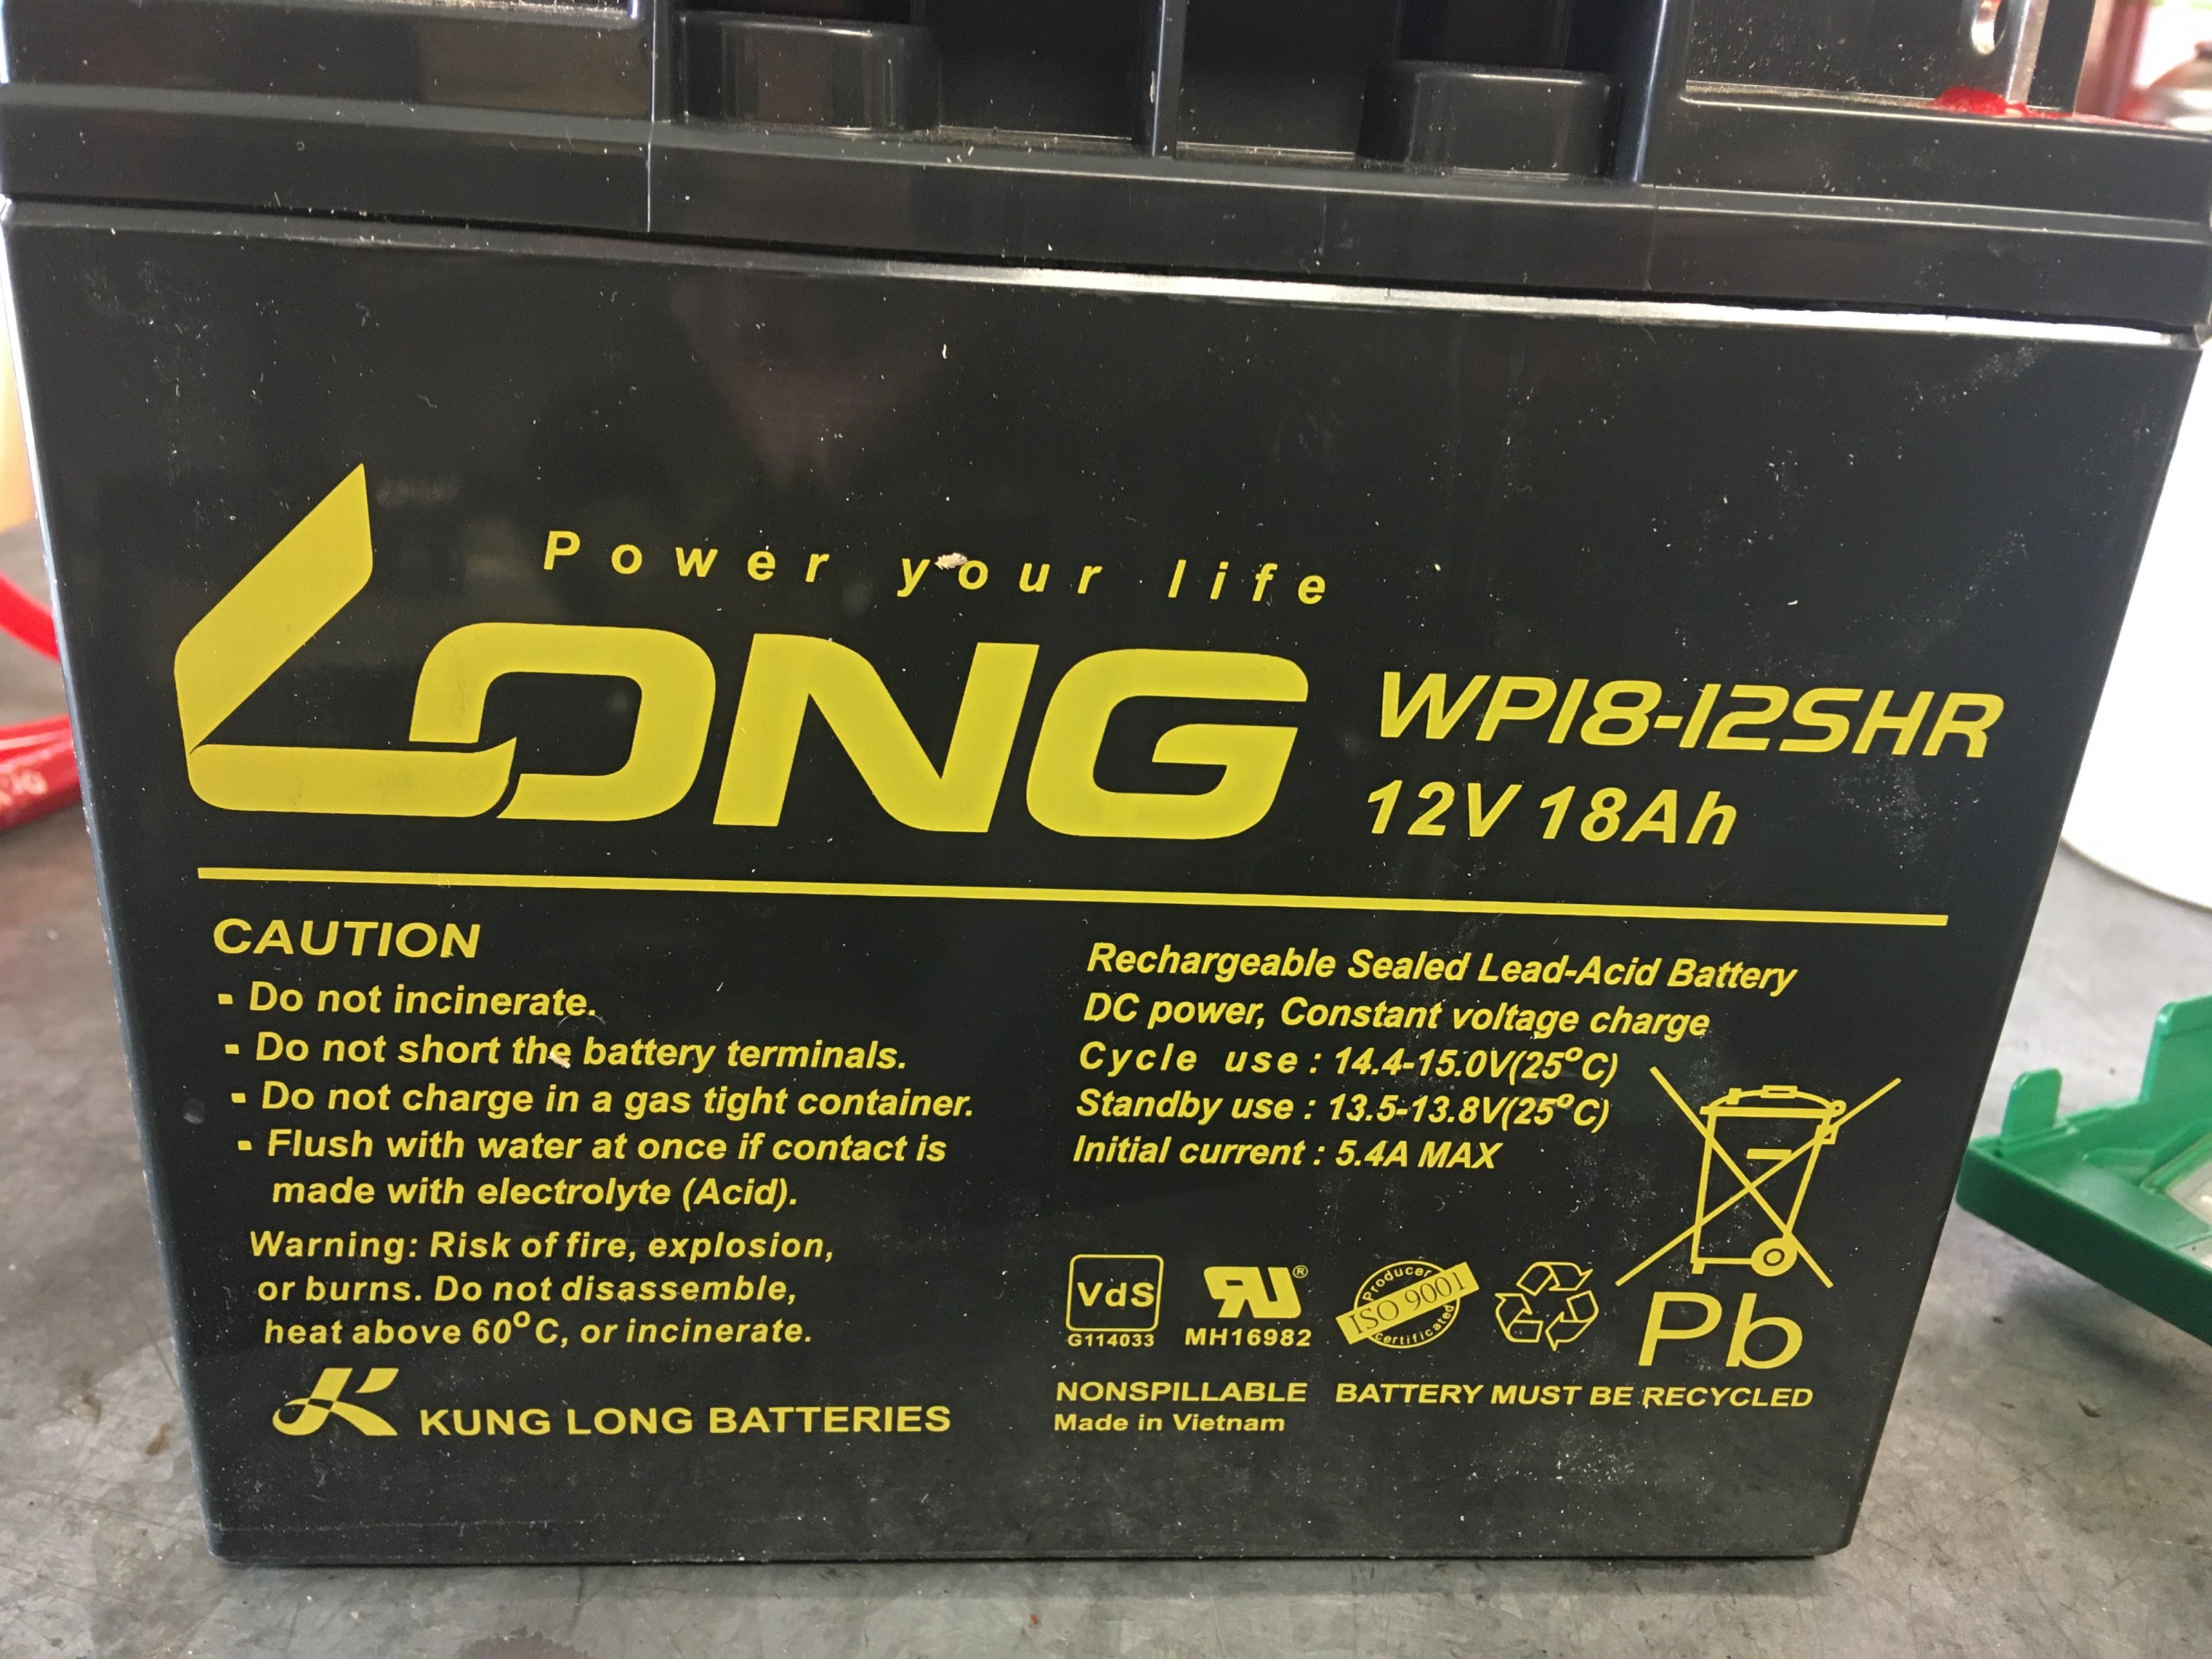 Power your life
LONG
WP18-12SHR
12V 18Ah
CAUTION
- Do not incinerate.
- Do not short the battery terminals.
- Do not charge in a gas tight container.
- Flush with water at once if contact is
made with electrolyte (Acid).
Warning: Risk of fire, explosion,
or burns. Do not disassemble,
heat above 60°C, or incinerate.
KUNG LONG BATTERIES
Rechargeable Sealed Lead-Acid Battery
DC power, Constant voltage charge
Cycle use : 14.4-15.0V(25°C)
Standby use : 13.5-13.8V(25°C)
Initial current : 5.4A MAX
VdS
G114033
RU®
MH16982
Producer
ISO 9001
Certificated
Pb
NONSPILLABLE BATTERY MUST BE RECYCLED
Made in Vietnam